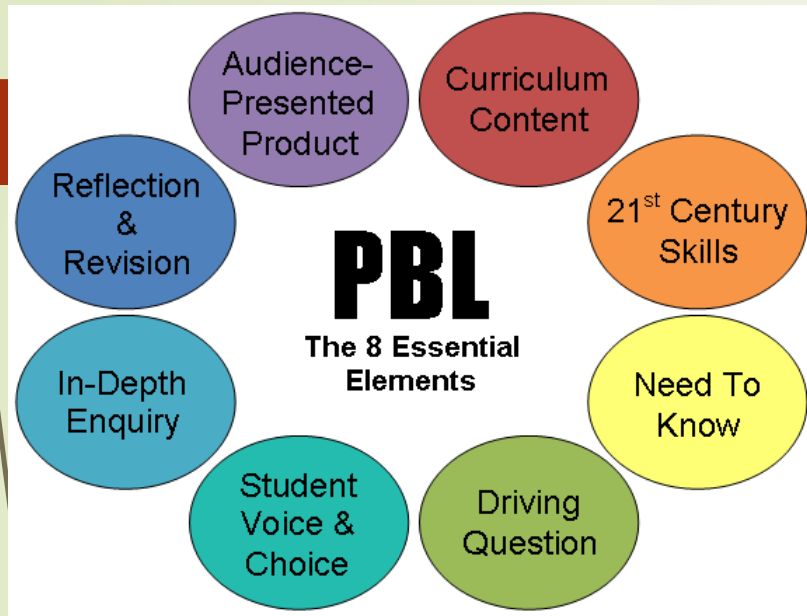 PBL
The 8 Essential
Elements
Audience-
Presented
Product
Curriculum
Content
21st Century
Skills
Need To
Know
Driving
Question
Student
Voice &
Choice
In-Depth
Enquiry
Reflection
&
Revision